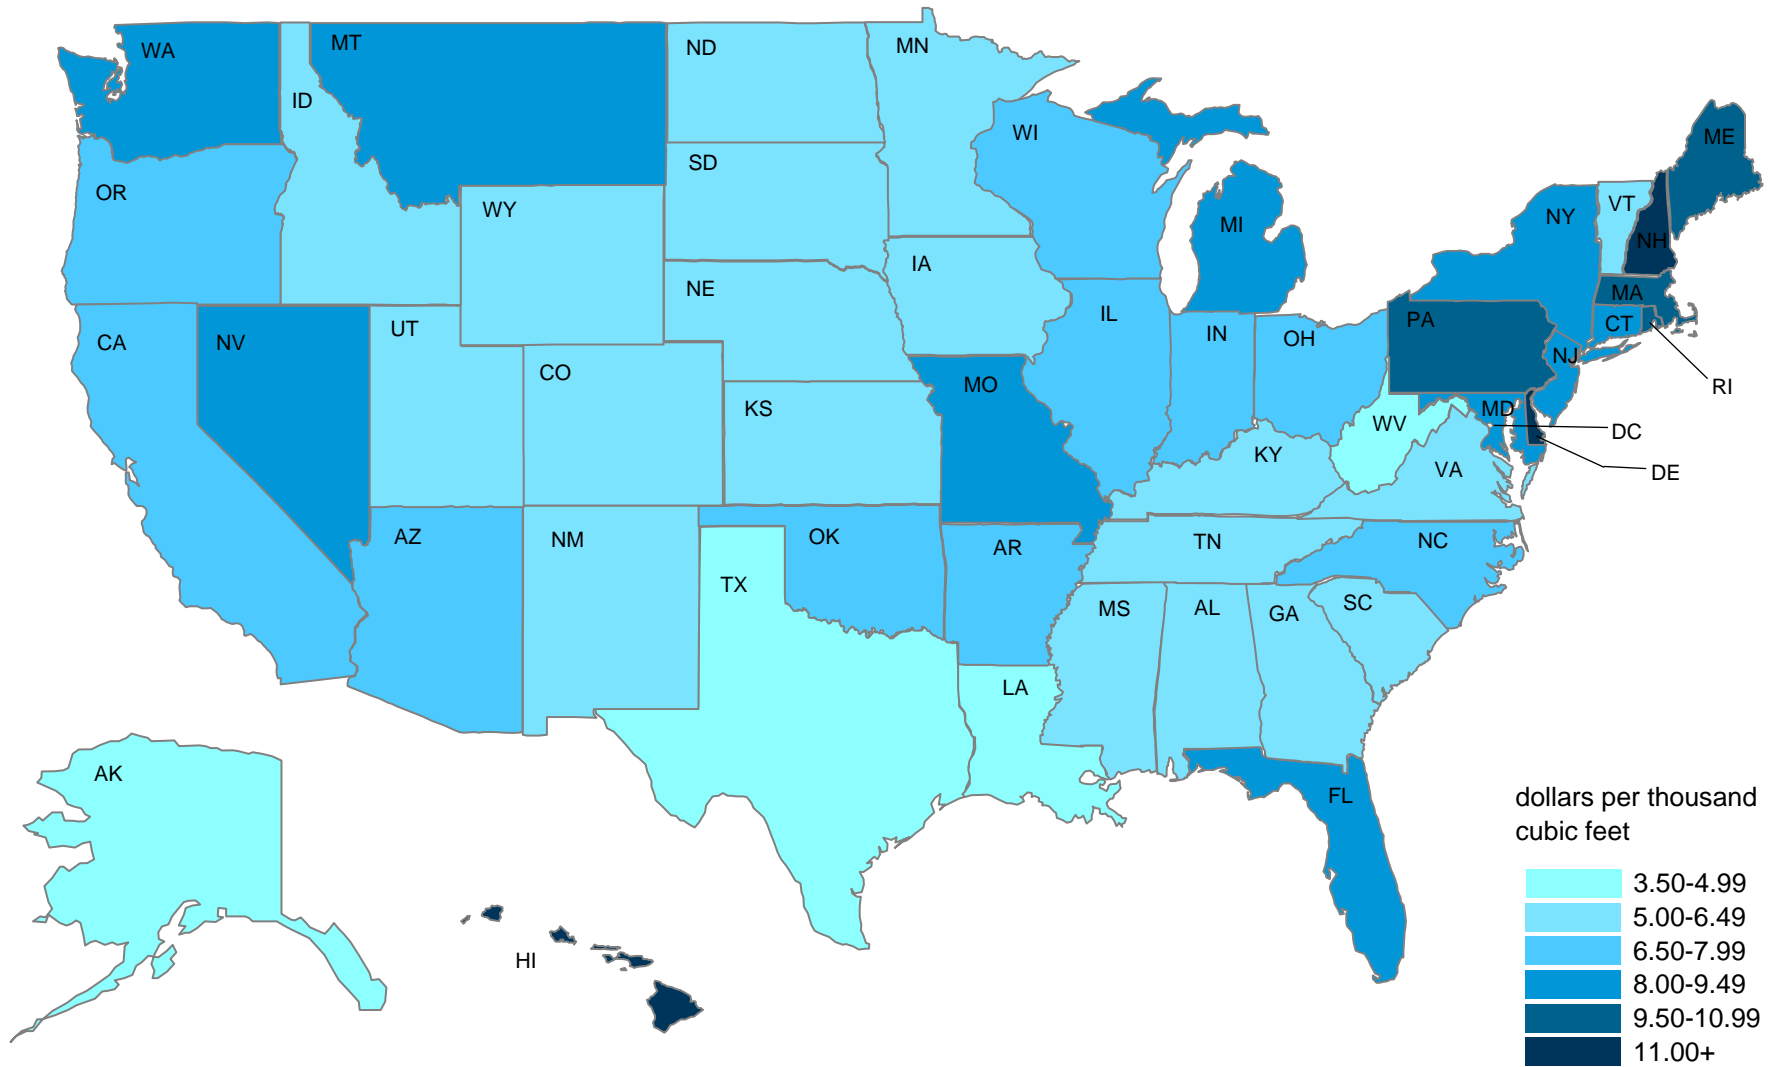 WA
MT
ND
MN
ID
WI
ME
SD
OR
WY
VT
NY
MI
NH
IA
NE
MA
IL
PA
CT
UT
CA
NV
IN
OH
NJ
CO
MO
RI
KS
MD
WV
DC
KY
VA
DE
AZ
NM
OK
AR
TN
NC
TX
MS
AL
GA
SC
LA
AK
FL
HI
dollars per thousand
cubic feet
3.50-4.99
5.00-6.49
6.50-7.99
8.00-9.49
9.50-10.99
11.00+